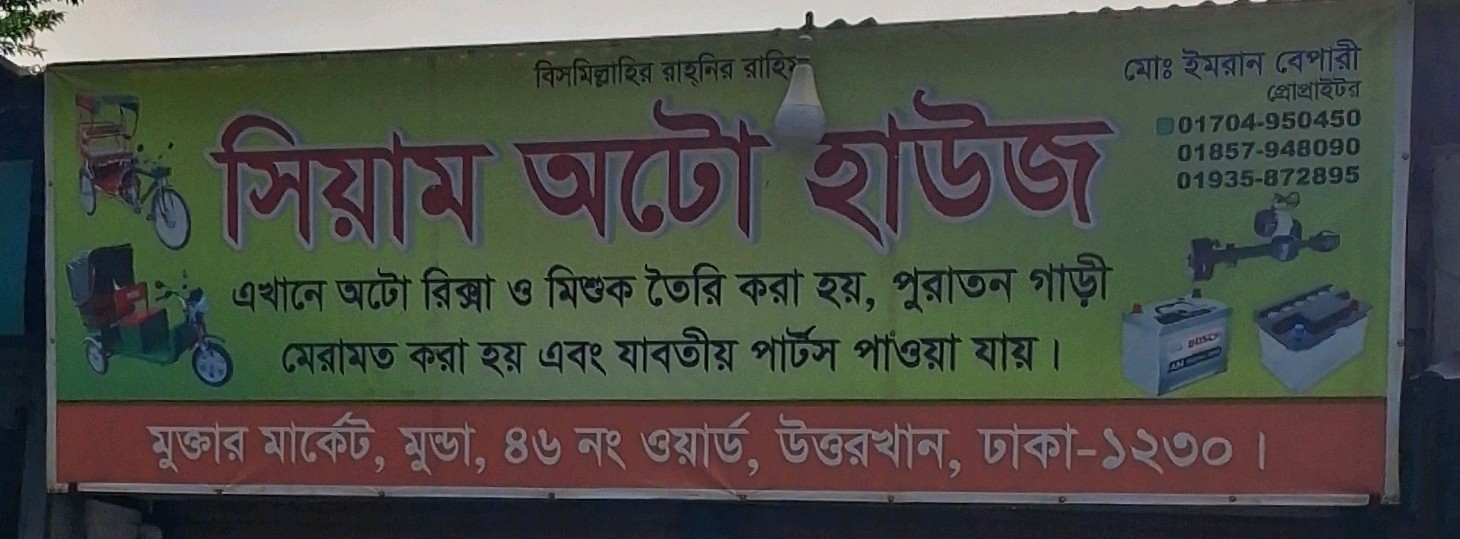 বিসমিল্লাহির রাহ্‌নির রাহিম
মোঃ ইমরান বেপারী
প্রোপ্রাইটর
01704-950450
01857-948090
01935-872895
সিয়াম অটো হাউজ
এখানে অটো রিক্সা ও মিশুক তৈরি করা হয়, পুরাতন গাড়ী
মেরামত করা হয় এবং যাবতীয় পার্টস পাওয়া যায়।
BOSCH
মুক্তার মার্কেট, মুন্ডা, ৪৬ নং ওয়ার্ড, উত্তরখান, ঢাকা-১২৩০।